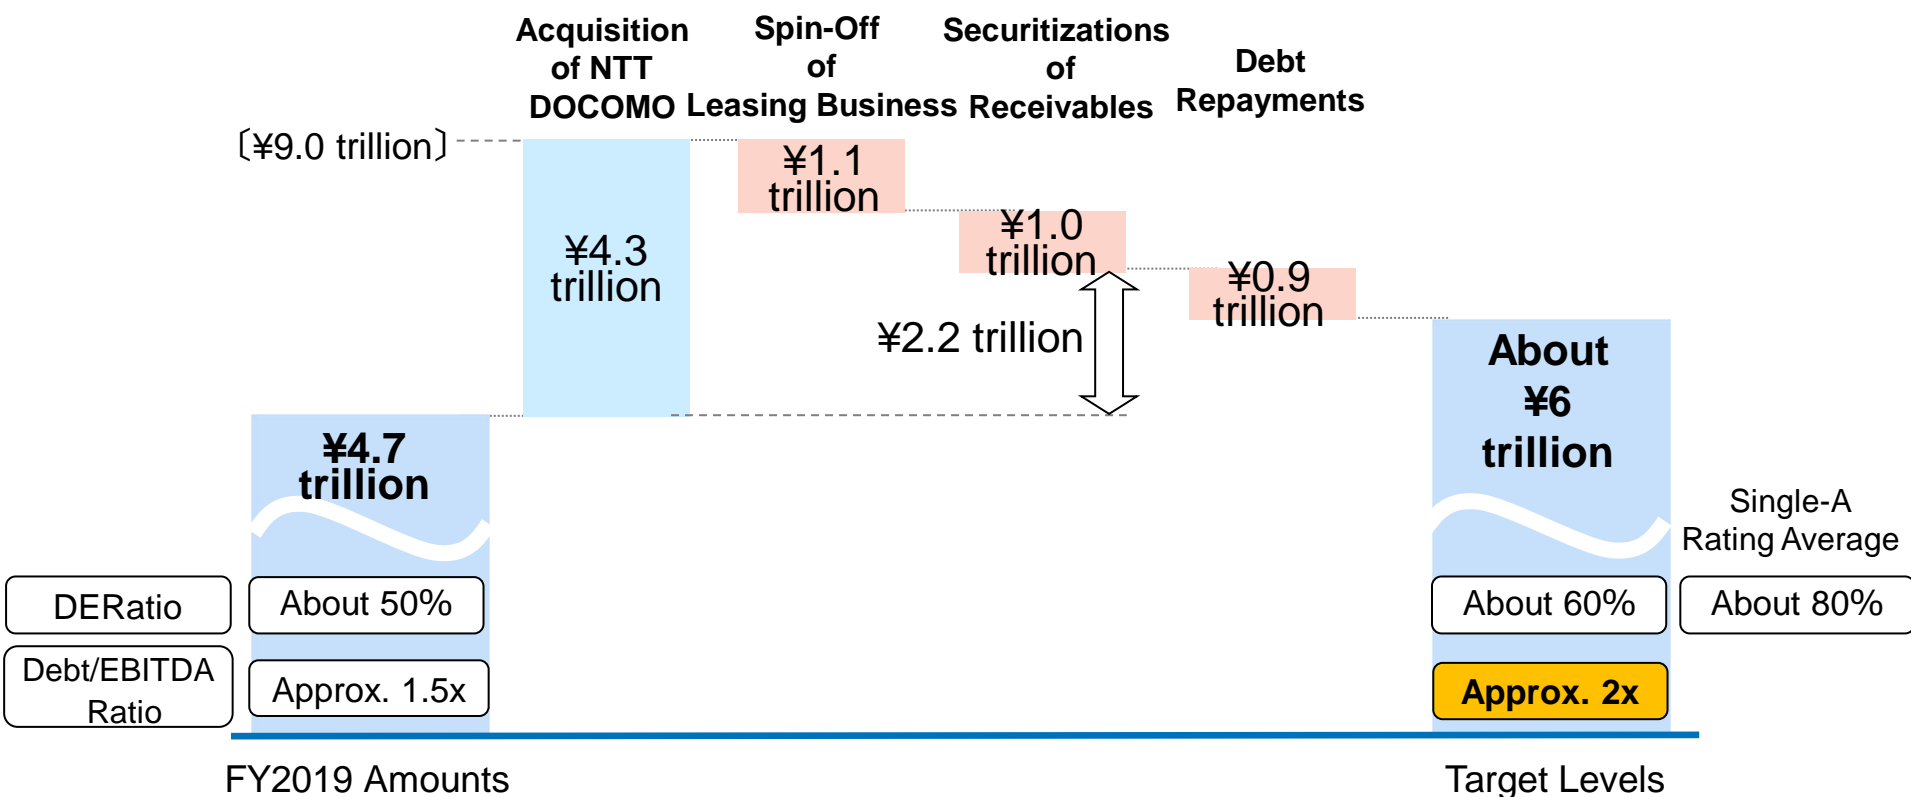 Acquisition
of NTT
DOCOMO
Spin-Off
of
Leasing Business
Securitizations
of
Receivables
Debt
Repayments
〔¥9.0 trillion〕
¥4.3
trillion
¥1.1
trillion
¥1.0
trillion
¥0.9
trillion
¥2.2 trillion
¥4.7
trillion
About
¥6
trillion
Single-A
Rating Average
DERatio
About 50%
About 60%
About 80%
Debt/EBITDA
Ratio
Approx. 1.5x
Approx. 2x
FY2019 Amounts
Target Levels